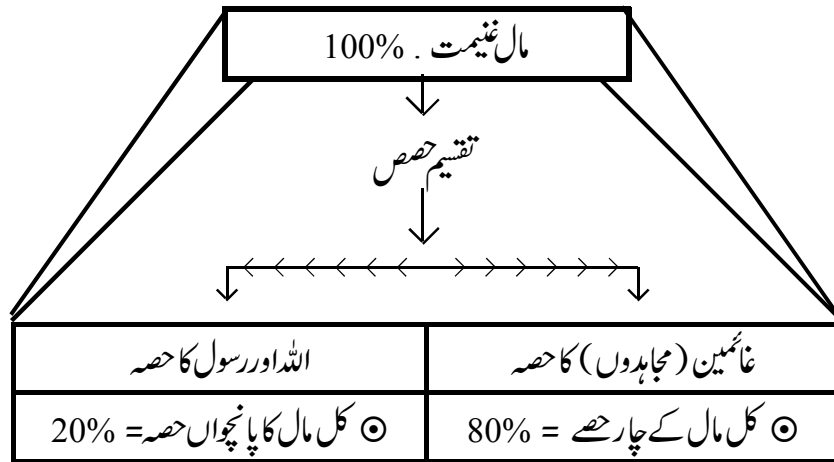 مال غنیمت . 100%
تقسیم حصص
غانمین (مجاہدوں) کا حصہ
اللہ اور رسول کا حصہ
⊙ کل مال کے چار حصے = 80%
⊙ کل مال کا پانچواں حصہ = 20%